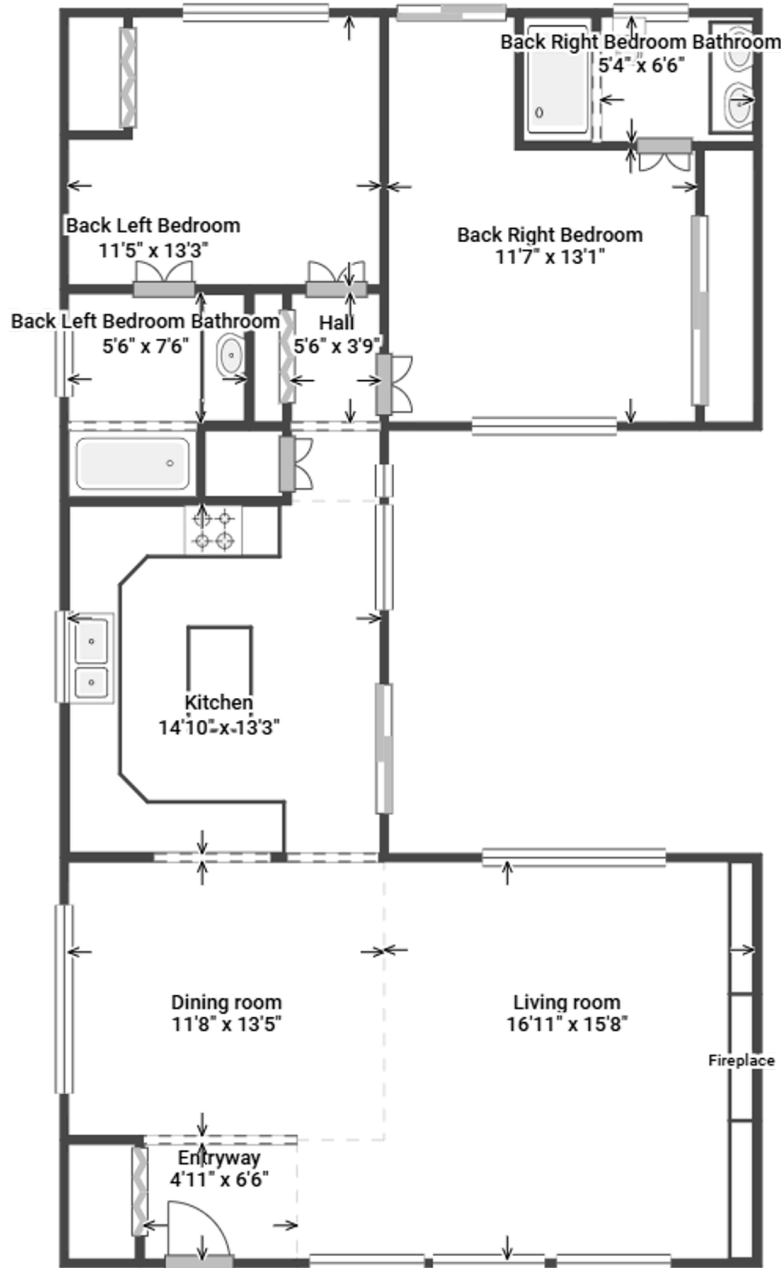 Back Right Bedroom Bathroom
5'4" x 6'6"
Back Left Bedroom
11'5" x 13'3"
Back Right Bedroom
11'7" x 13'1"
Back Left Bedroom Bathroom
5'6" x 7'6"
Hall
5'6" x 3'9"
Kitchen
14'10" x 13'3"
Dining room
11'8" x 13'5"
Living room
16'11" x 15'8"
Fireplace
Entryway
4'11" x 6'6"